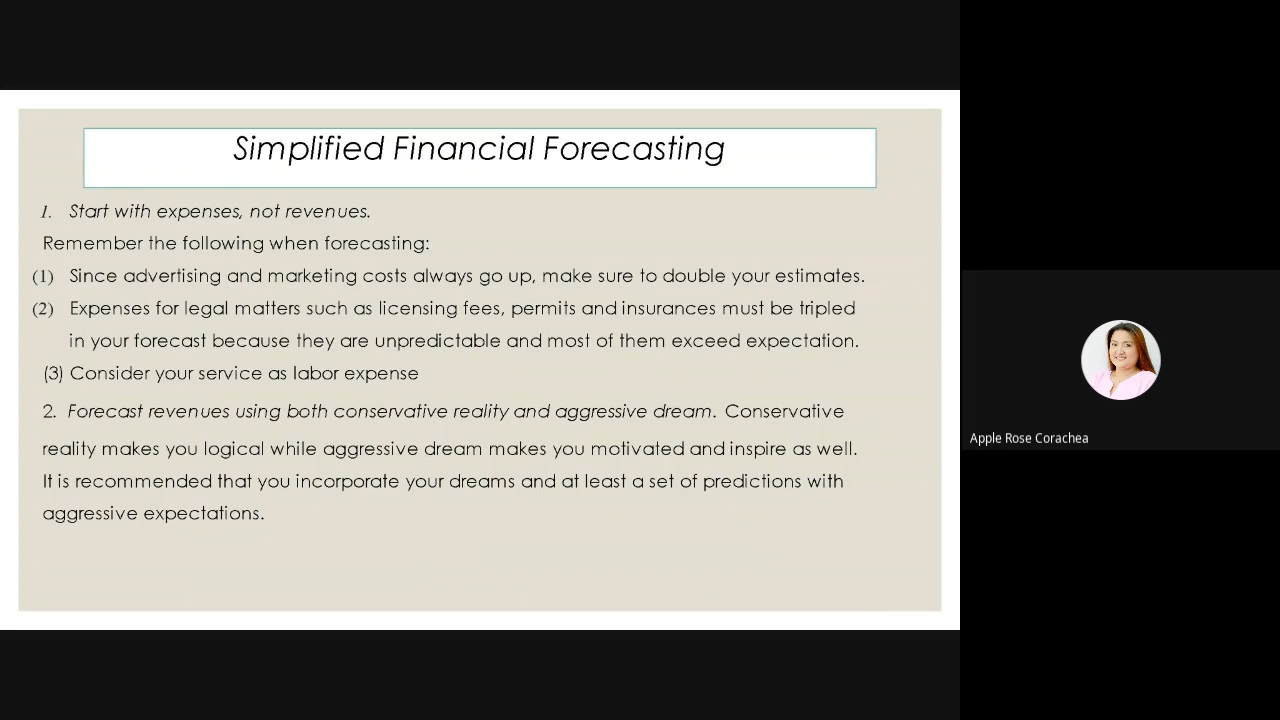 Simplified Financial Forecasting
1. Start with expenses, not revenues.
Remember the following when forecasting:
(1) Since advertising and marketing costs always go up, make sure to double your estimates.
(2) Expenses for legal matters such as licensing fees, permits and insurances must be tripled
in your forecast because they are unpredictable and most of them exceed expectation.
(3) Consider your service as labor expense
2. Forecast revenues using both conservative reality and aggressive dream. Conservative
reality makes you logical while aggressive dream makes you motivated and inspire as well.
It is recommended that you incorporate your dreams and at least a set of predictions with
aggressive expectations.
Apple Rose Corachea